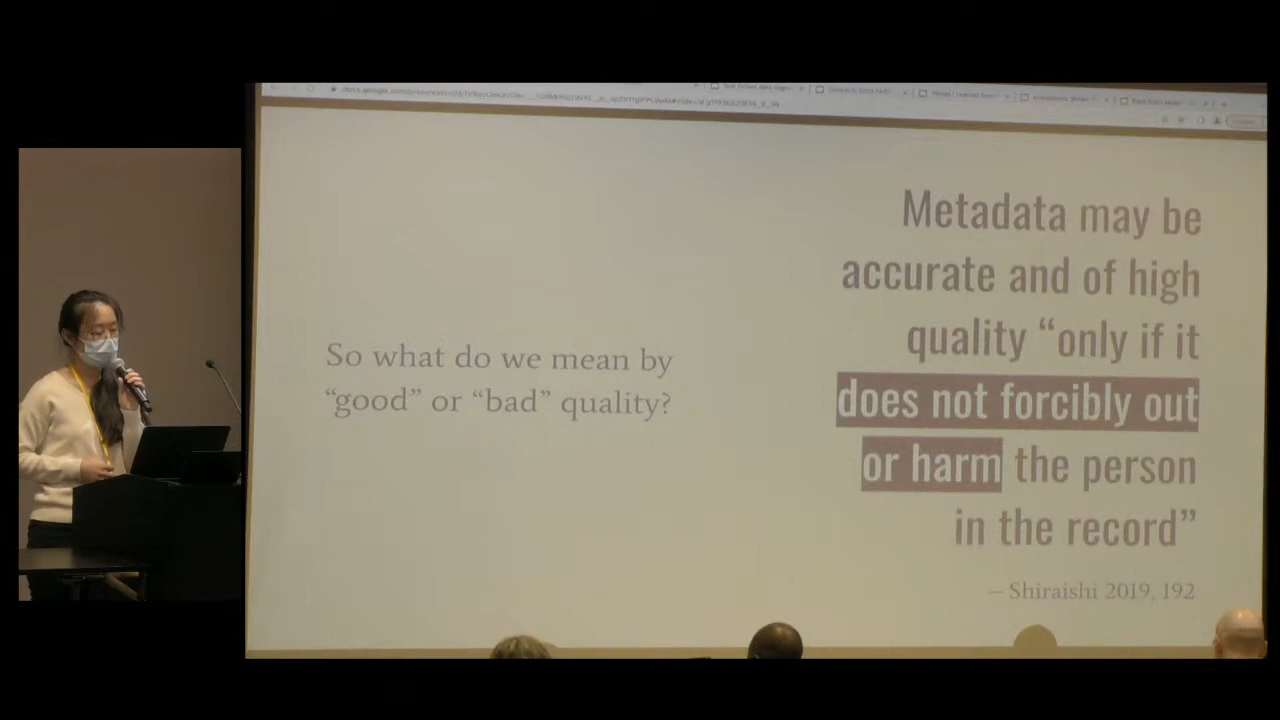 So what do we mean by
“good” or “bad” quality?
Metadata may be
accurate and of high
quality “only if it
does not forcibly out
or harm the person
in the record”
— Shiraishi 2019, 192